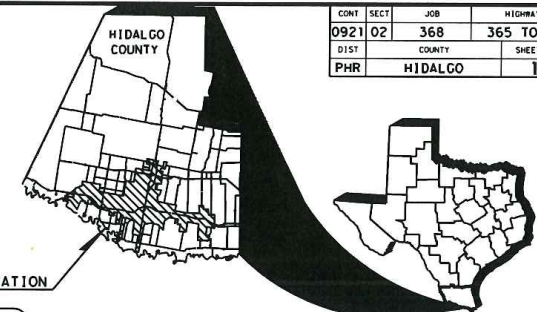 HIDALGO
COUNTY
CONT SECT JOB HIGHWAY
0921 02 368 365 TO
DIST COUNTY SHEE
PHR HIDALGO 1
ATION